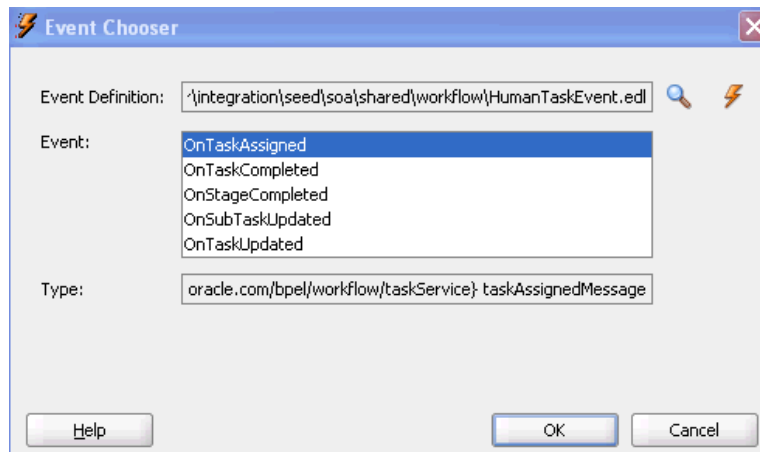 Event Chooser
Event Definition: \integration\seed\soa\shared\workflow\HumanTaskEvent.edl
Event:
OnTaskAssigned
OnTaskCompleted
OnStageCompleted
OnSubTaskUpdated
OnTaskUpdated
Type: oracle.com/bpel/workflow/taskService} taskAssignedMessage
Help OK Cancel